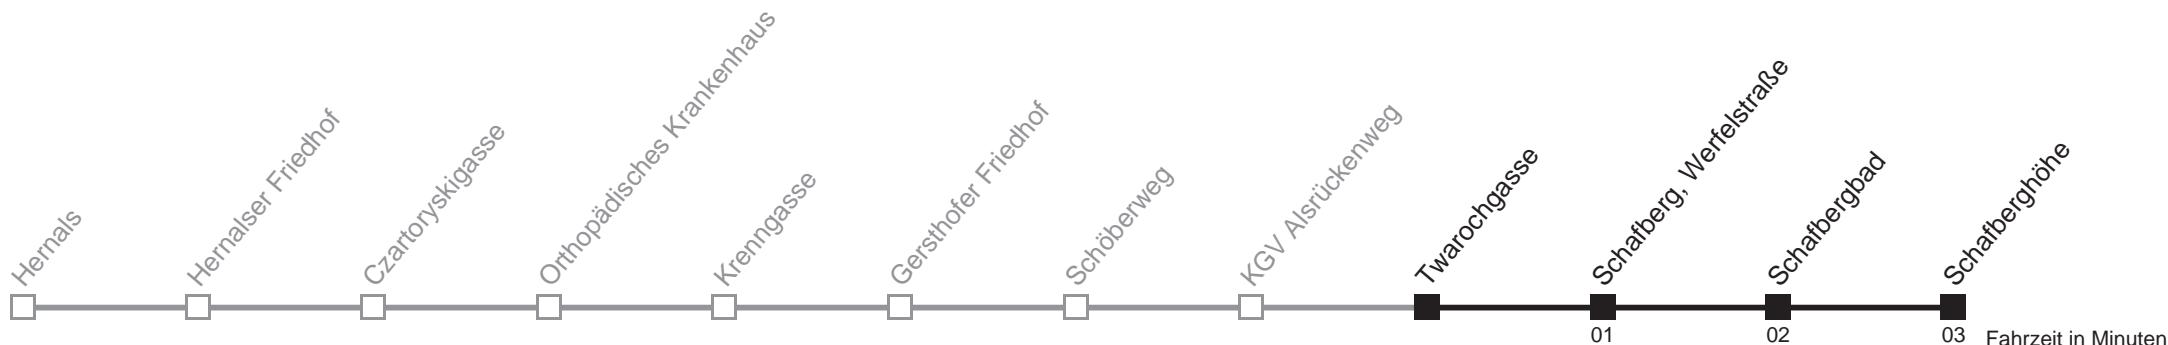 Hernals
Hernalser Friedhof
Czartoryskigasse
Orthopädisches Krankenhaus
Krenngasse
Gersthofer Friedhof
Schöberweg
KGV Alsrückenweg
Twarochgasse
Schafberg, Werfelstraße
Schafbergbad
Schafberghöhe
01
02
03
Fahrzeit in Minuten